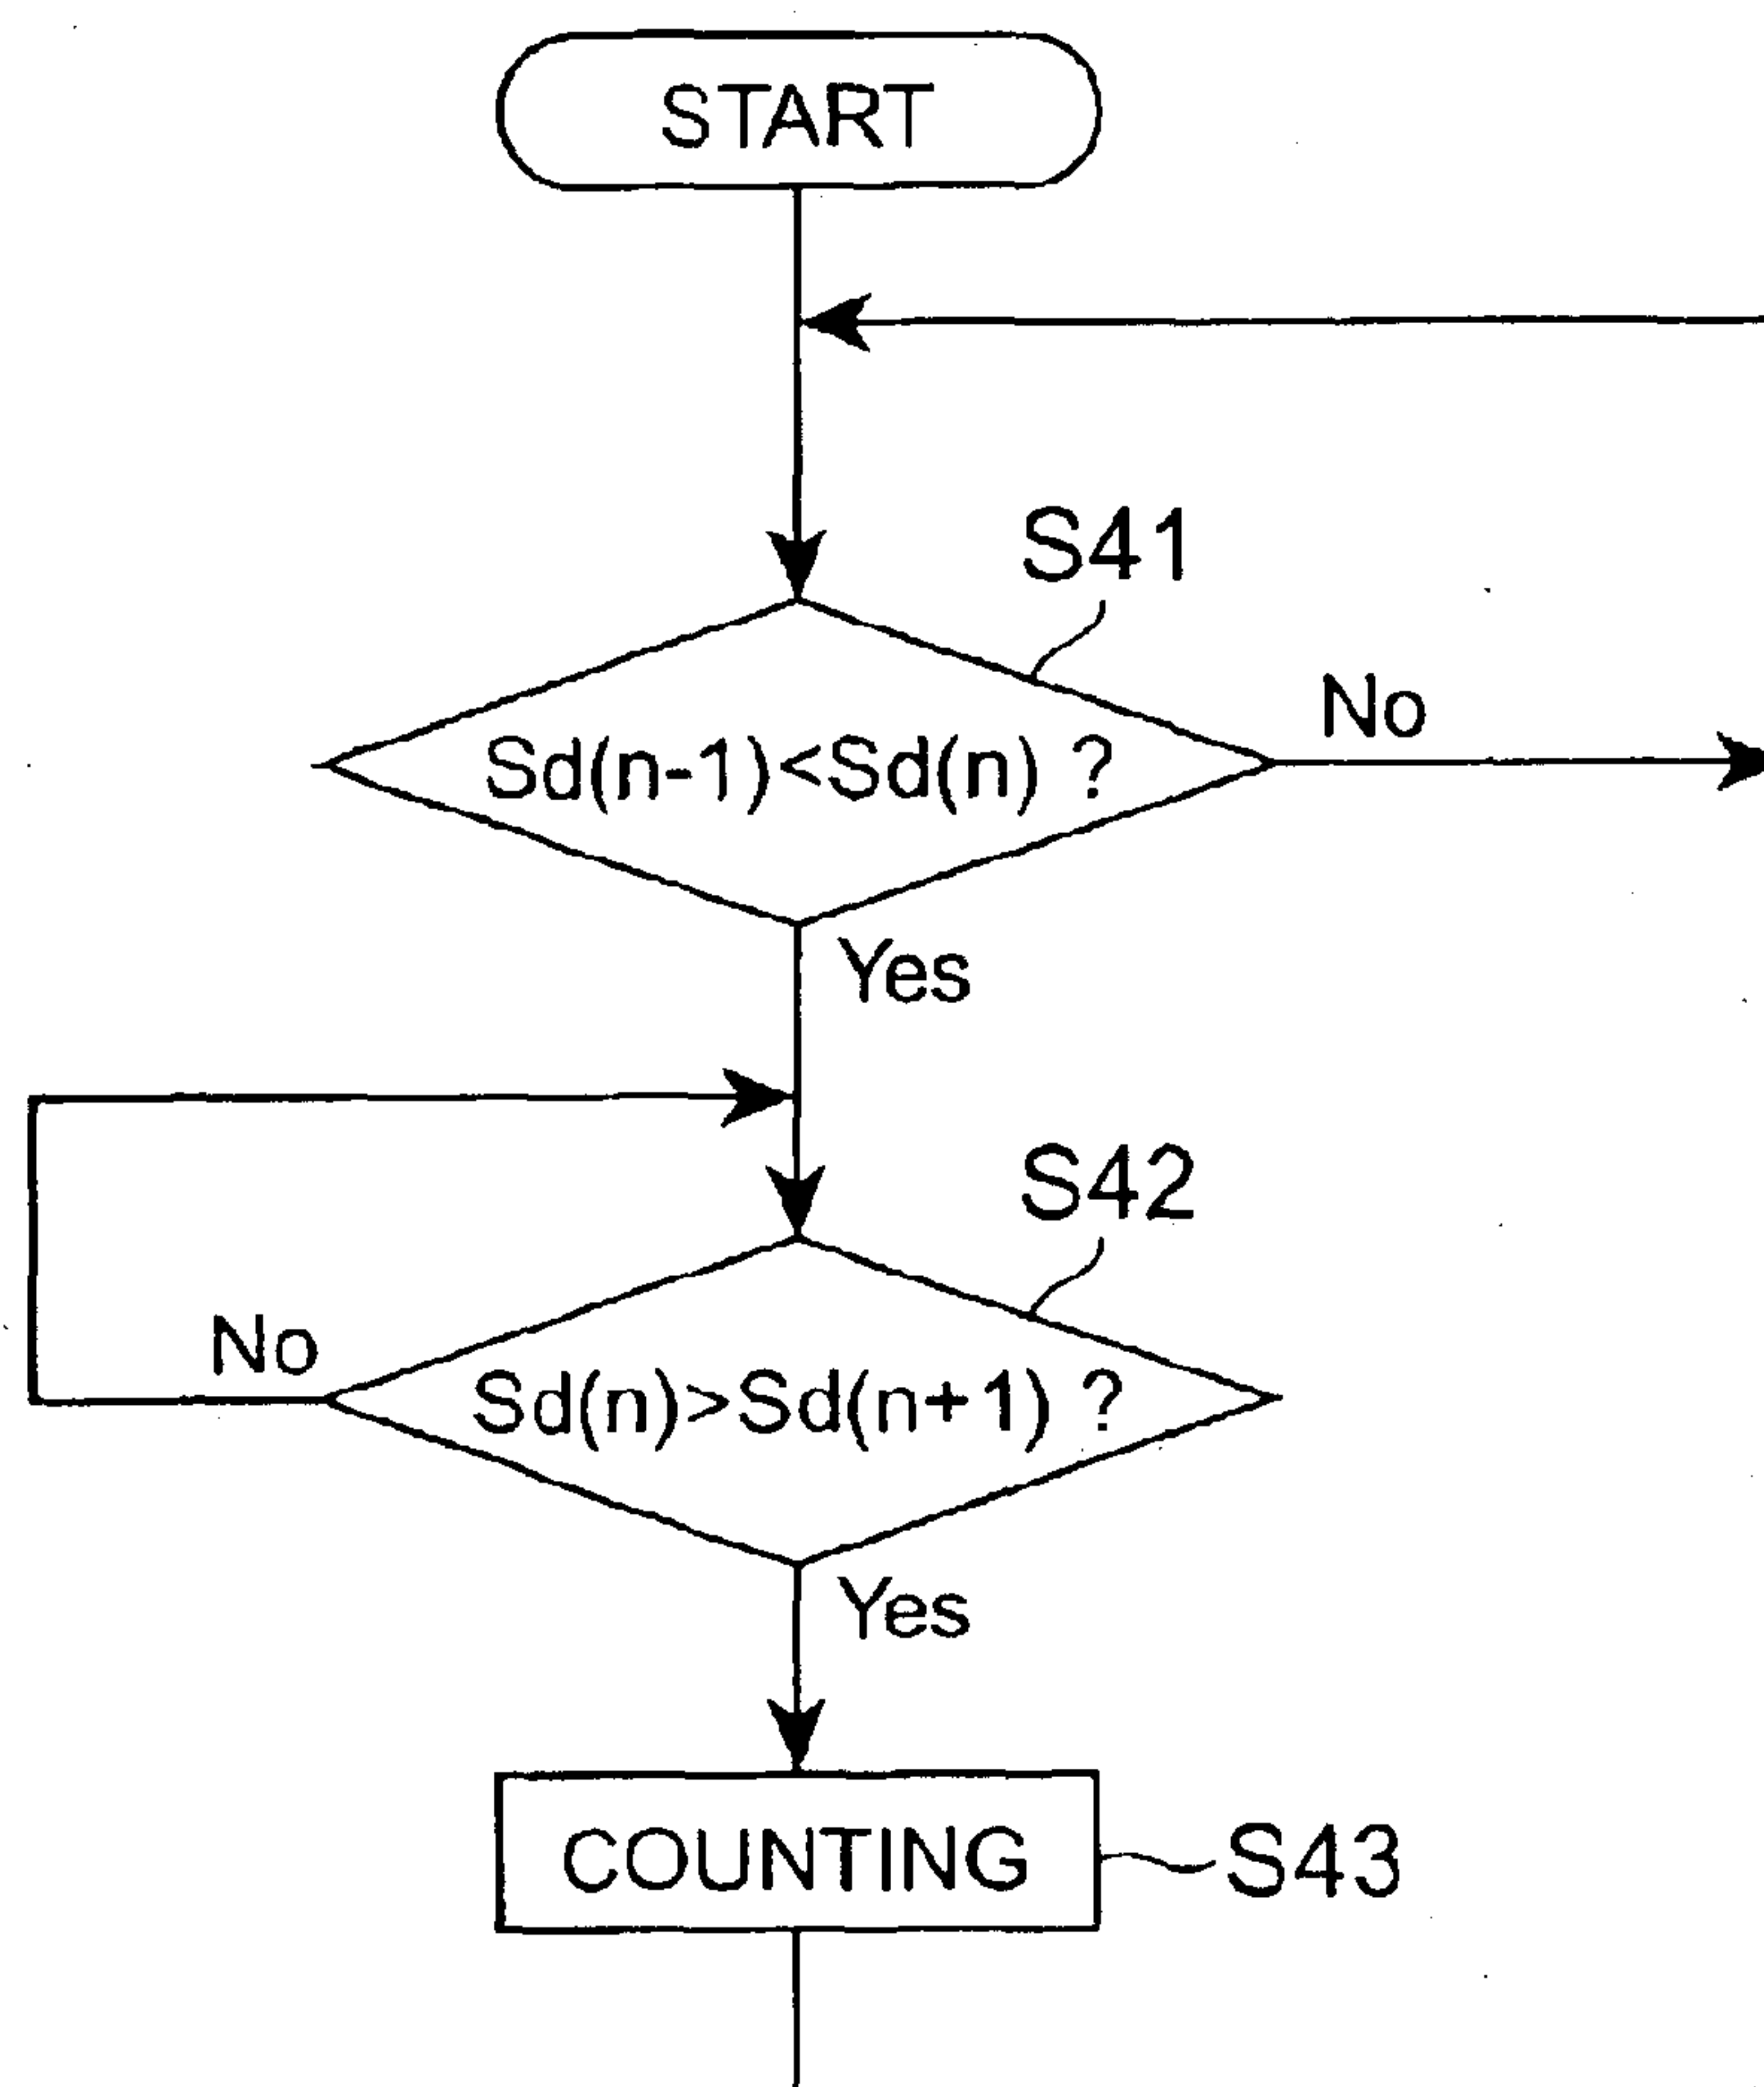 START
S41
Sd(n-1)<Sd(n) ?
No
Yes
S42
No
Sd(n)>Sd(n+1) ?
Yes
COUNTING
S43